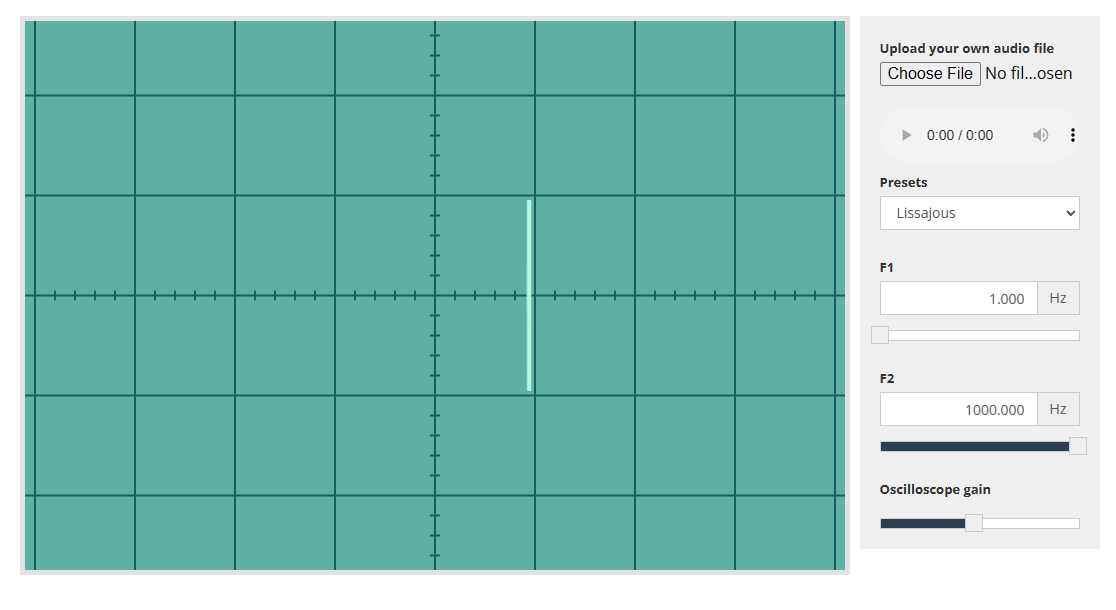 Upload your own audio file
Choose File No fil...osen
0:00 / 0:00
Presets
Lissajous
F1
1.000 Hz
F2
1000.000 Hz
Oscilloscope gain